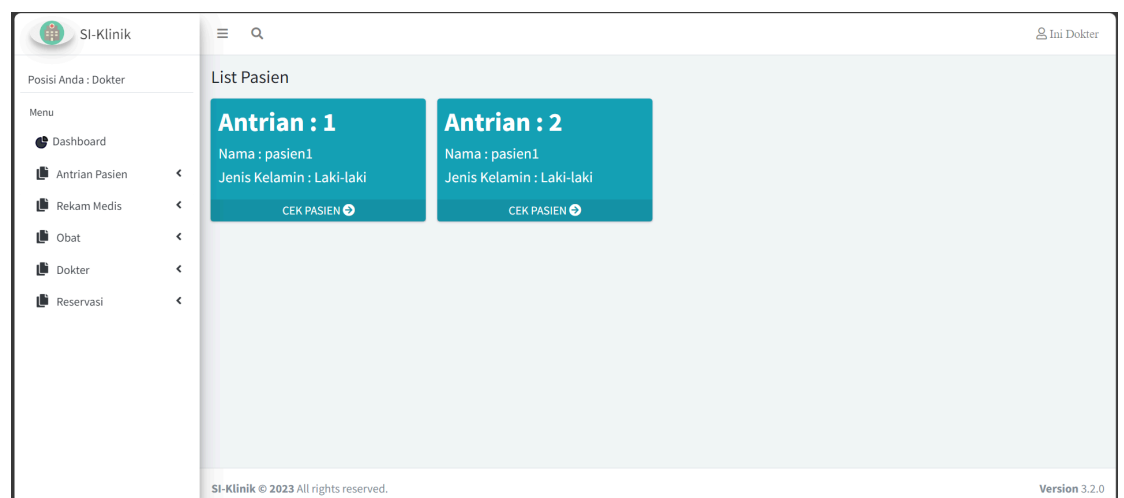 SI-Klinik
Ini Dokter
Posisi Anda : Dokter
Menu
Dashboard
Antrian Pasien
Rekam Medis
Obat
Dokter
Reservasi
List Pasien
Antrian : 1
Nama : pasien1
Jenis Kelamin : Laki-laki
CEK PASIEN
Antrian : 2
Nama : pasien1
Jenis Kelamin : Laki-laki
CEK PASIEN
SI-Klinik © 2023 All rights reserved.
Version 3.2.0